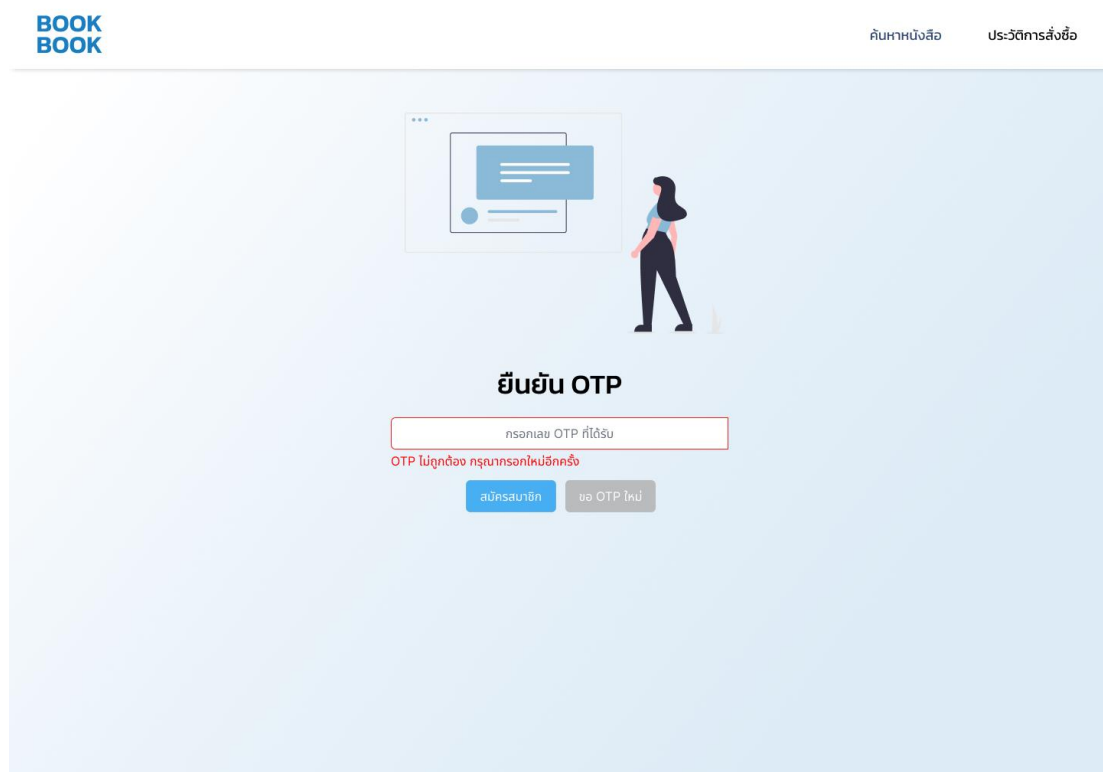 BOOK
BOOK
ค้นหาหนังสือ
ประวัติการสั่งซื้อ
ยืนยัน OTP
กรอกเลข OTP ที่ได้รับ
OTP ไม่ถูกต้อง กรุณากรอกใหม่อีกครั้ง
สมัครสมาชิก
ขอ OTP ใหม่